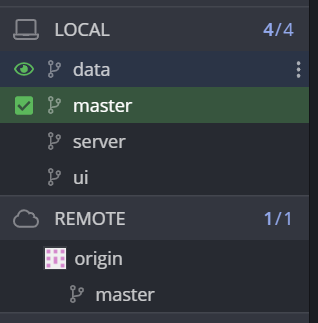 LOCAL 4/4
data
master
server
ui
REMOTE 1/1
origin
master